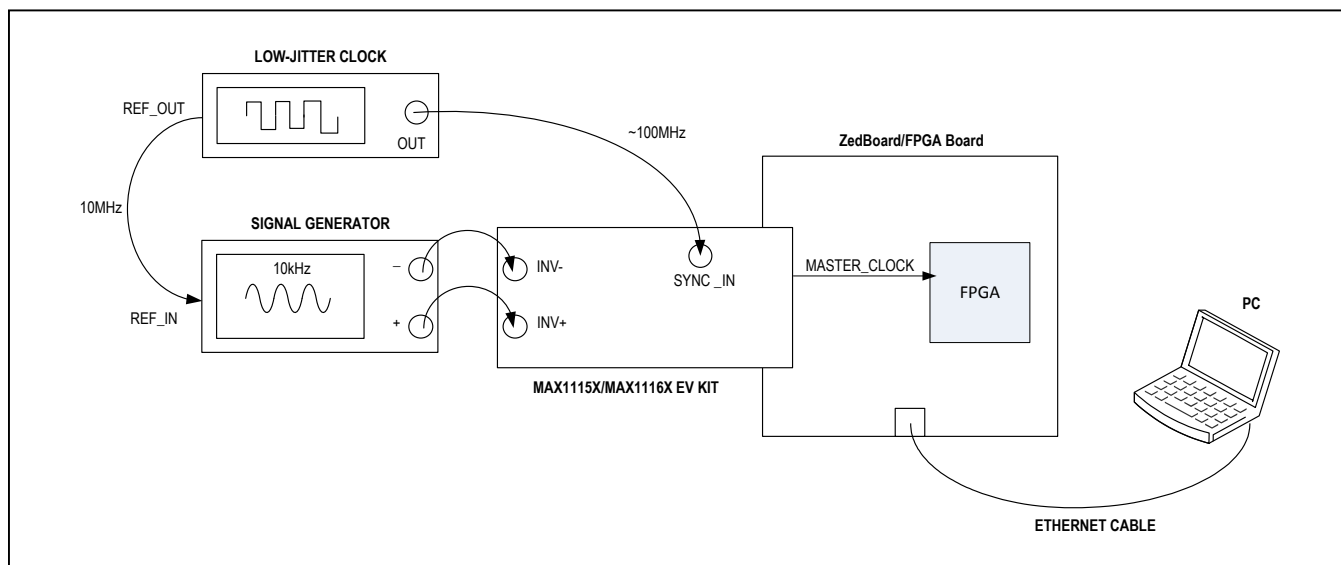 LOW-JITTER CLOCK
REF_OUT
OUT
~100MHz
ZedBoard/FPGA Board
10MHz
SIGNAL GENERATOR
10kHz
–
+
REF_IN
INV-
INV+
SYNC _IN
MASTER_CLOCK
FPGA
PC
MAX1115X/MAX1116X EV KIT
ETHERNET CABLE